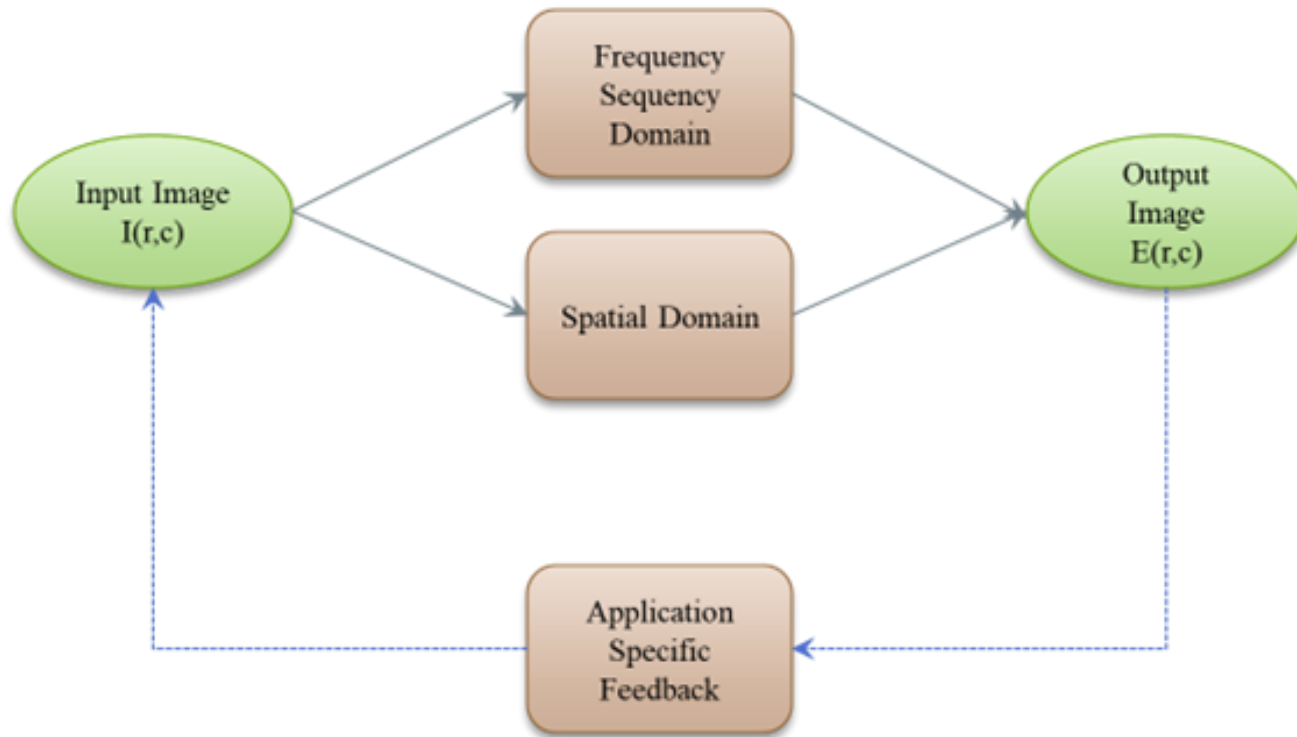 Frequency
Sequency
Domain
Input Image
I(r,c)
Output
Image
E(r,c)
Spatial Domain
Application
Specific
Feedback